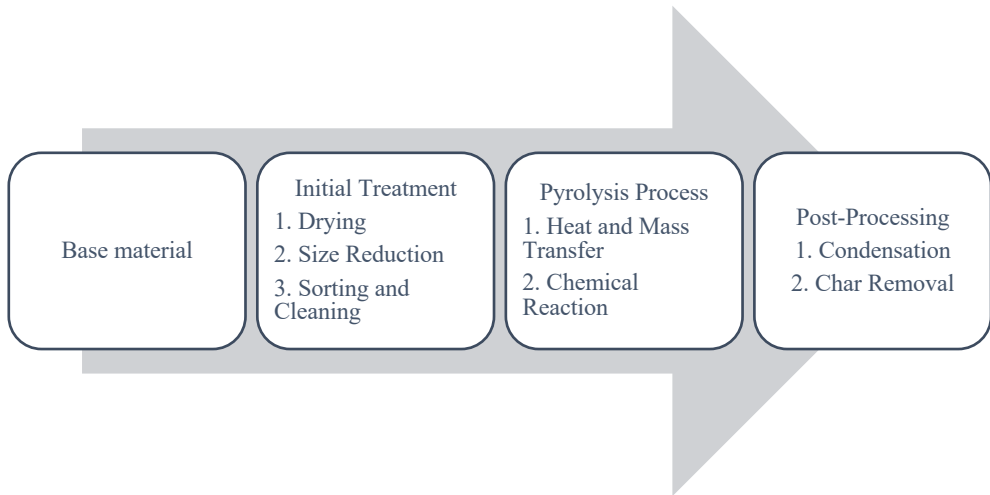 Base material
Initial Treatment
1. Drying
2. Size Reduction
3. Sorting and
Cleaning
Pyrolysis Process
1. Heat and Mass
Transfer
2. Chemical
Reaction
Post-Processing
1. Condensation
2. Char Removal